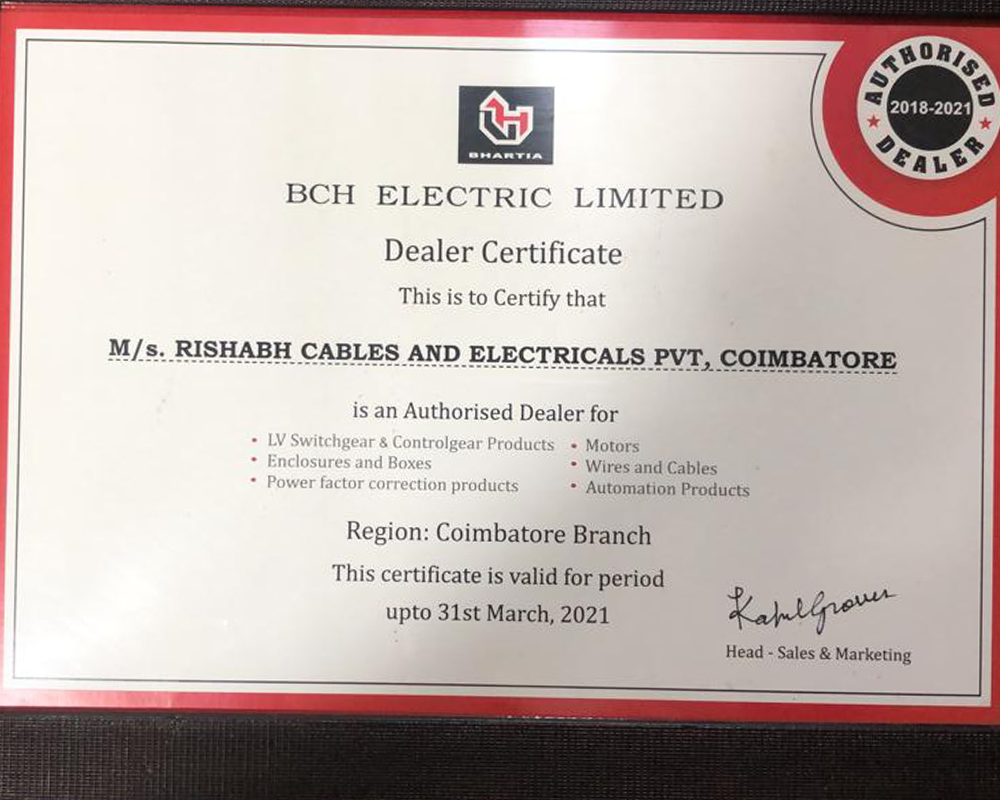 AUTHORISED
2018-2021
DEALER
BHARTIA
BCH ELECTRIC LIMITED
Dealer Certificate
This is to Certify that
M/s. RISHABH CABLES AND ELECTRICALS PVT, COIMBATORE
is an Authorised Dealer for
• LV Switchgear & Controlgear Products
• Enclosures and Boxes
• Power factor correction products
• Motors
• Wires and Cables
• Automation Products
Region: Coimbatore Branch
This certificate is valid for period
upto 31st March, 2021
Kapil Grover
Head - Sales & Marketing